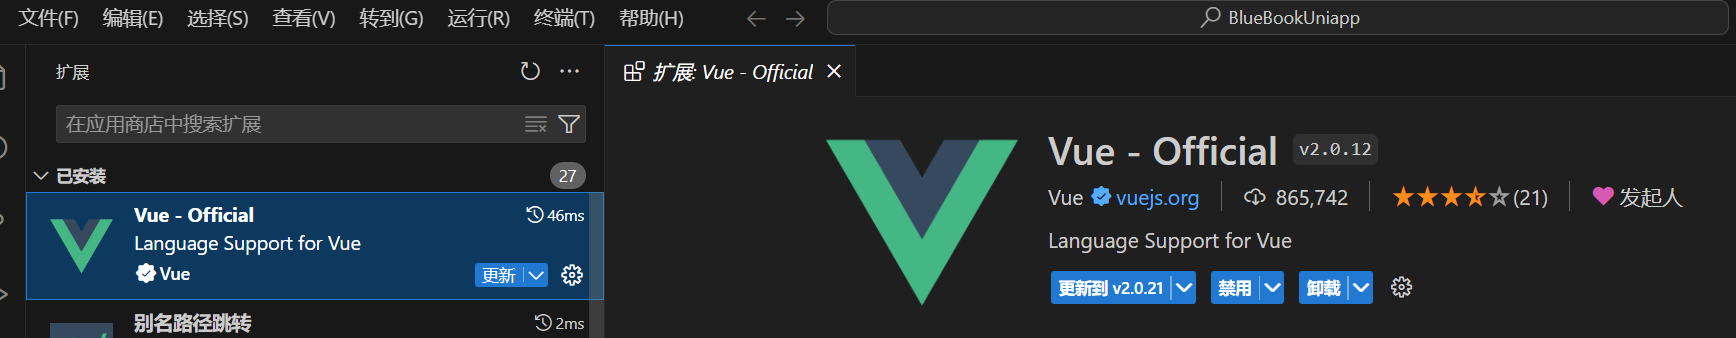 文件(F) 编辑(E) 选择(S) 查看(V) 转到(G) 运行(R) 终端(T) 帮助(H) BlueBookUniapp
扩展
在应用商店中搜索扩展
已安装 27
Vue - Official 46ms
Language Support for Vue
Vue 更新
别名路径跳转 2ms
扩展: Vue - Official
Vue - Official v2.0.12
Vue vuejs.org 865,742 (21) 发起人
Language Support for Vue
更新到 v2.0.21 禁用 卸载